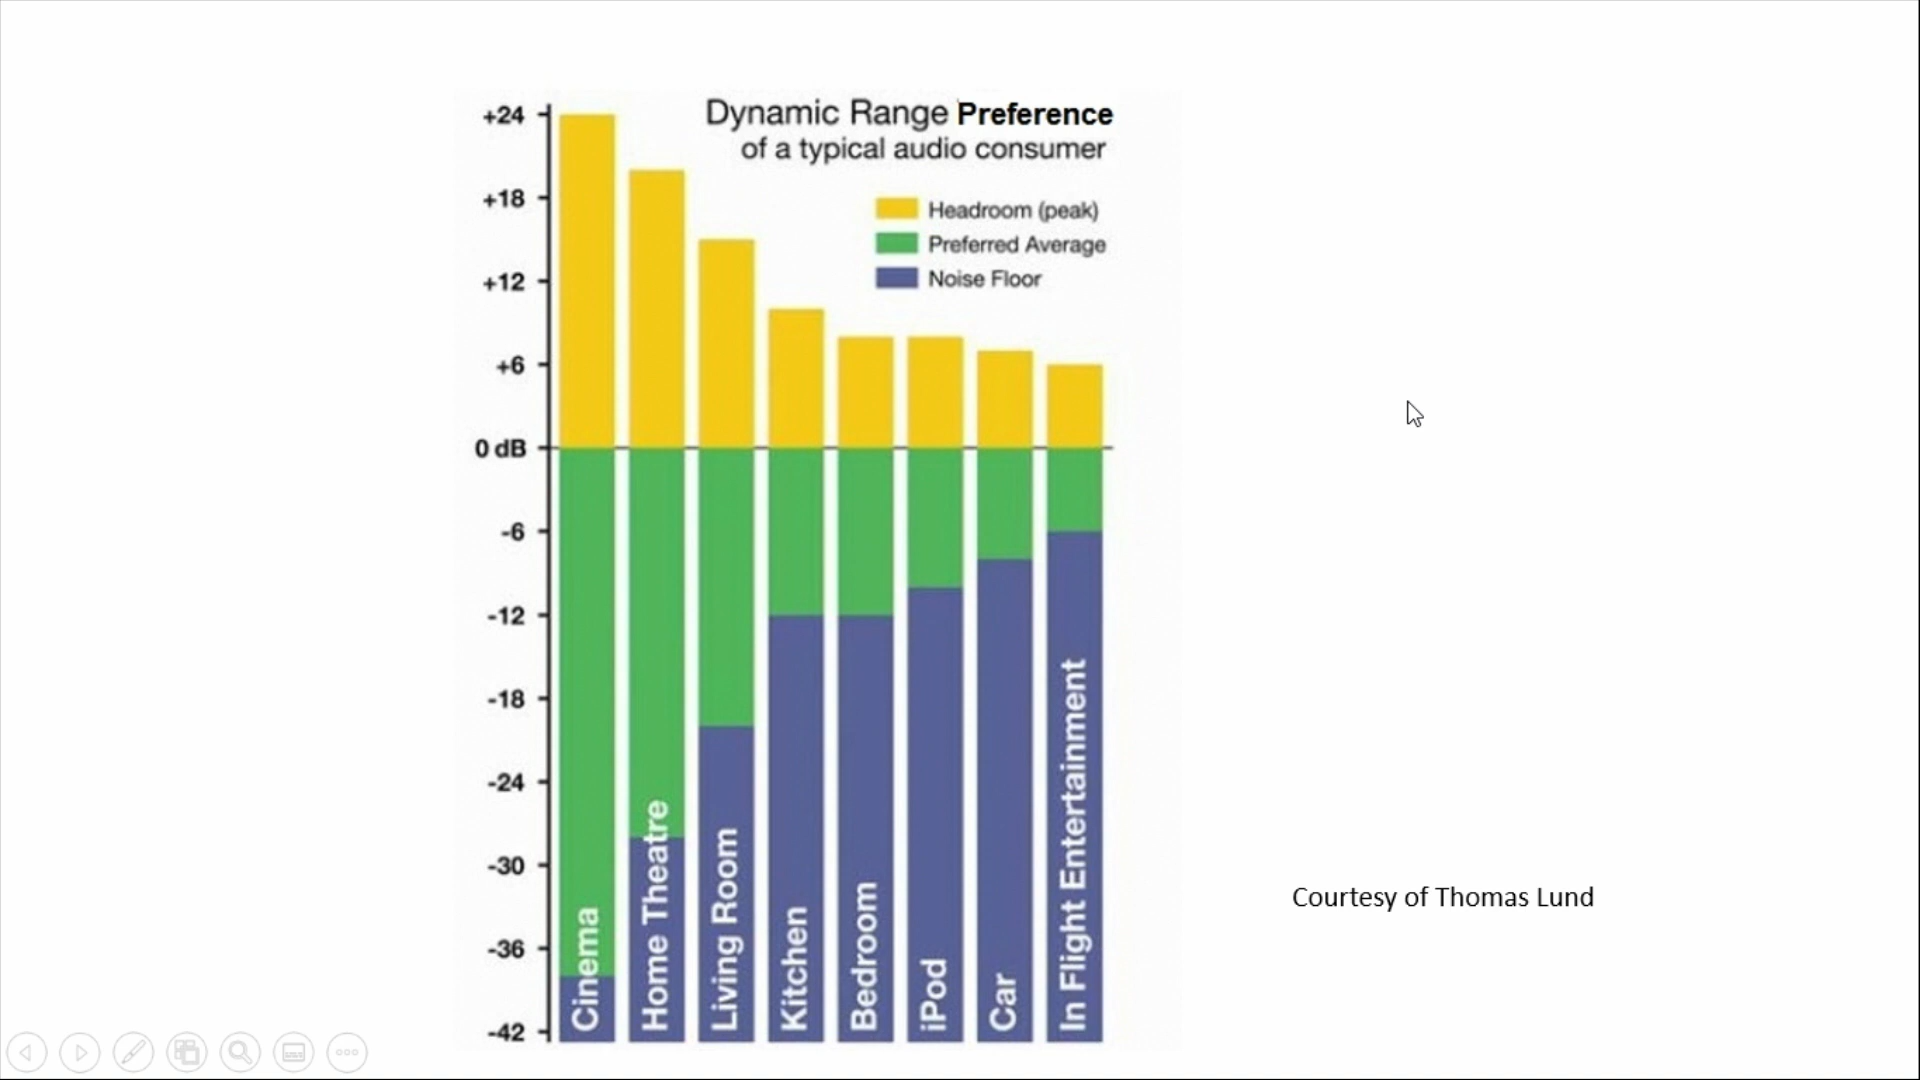 Dynamic Range Preference
of a typical audio consumer
Headroom (peak)
Preferred Average
Noise Floor
+24
+18
+12
+6
0 dB
-6
-12
-18
-24
-30
-36
-42
Cinema
Home Theatre
Living Room
Kitchen
Bedroom
iPod
Car
In Flight Entertainment
Courtesy of Thomas Lund